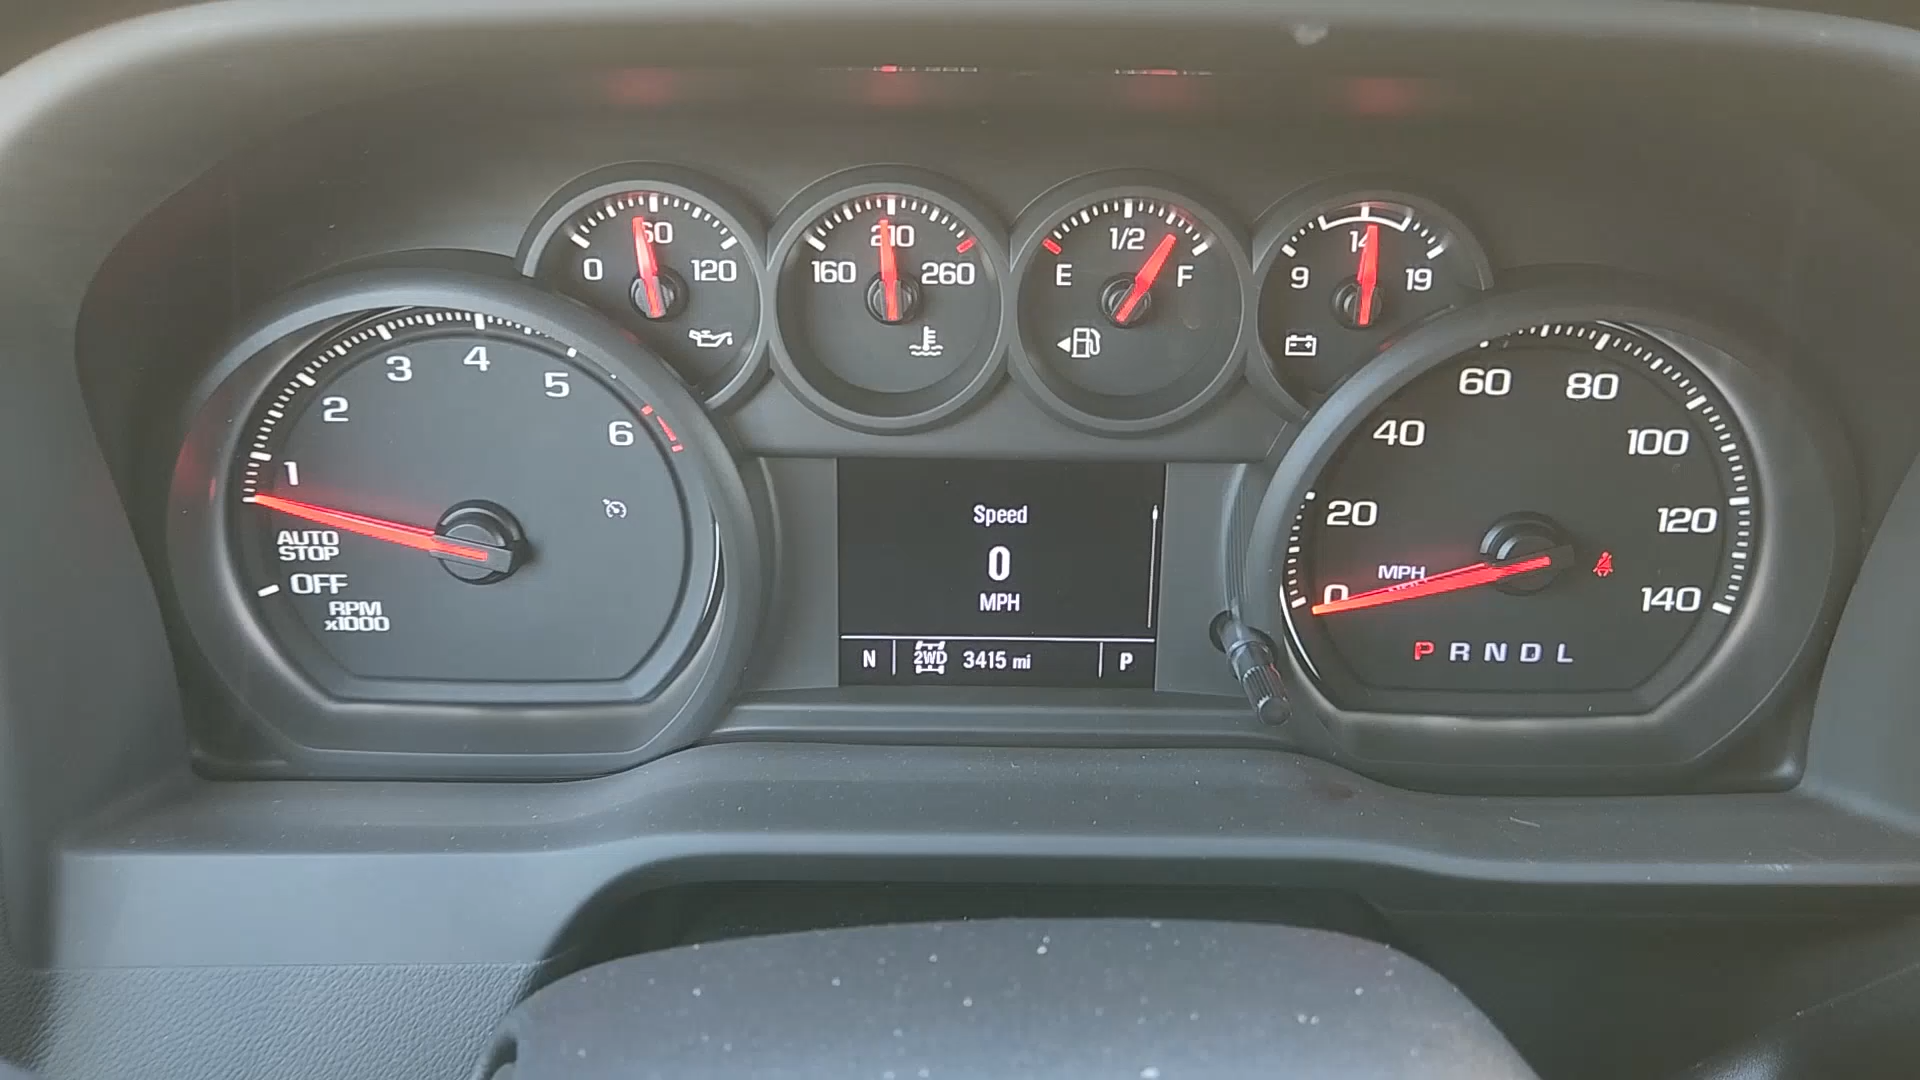 0 60 120
160 210 260
E 1/2 F
9 14 19
1 2 3 4 5 6
AUTO
STOP
OFF
RPM
x1000
Speed
0
MPH
N 2WD 3415 mi P
0 20 40 60 80 100 120 140
MPH
P R N D L